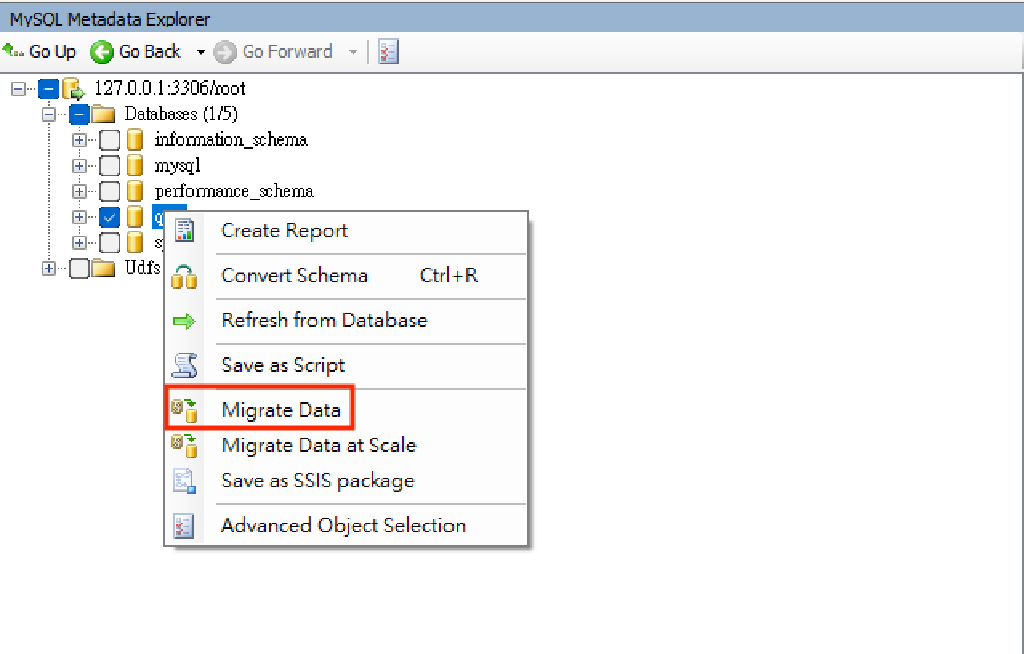 MySQL Metadata Explorer
Go Up Go Back Go Forward
127.0.0.1:3306/root
Databases (1/5)
information_schema
mysql
performance_schema
Udfs
Create Report
Convert Schema Ctrl+R
Refresh from Database
Save as Script
Migrate Data
Migrate Data at Scale
Save as SSIS package
Advanced Object Selection